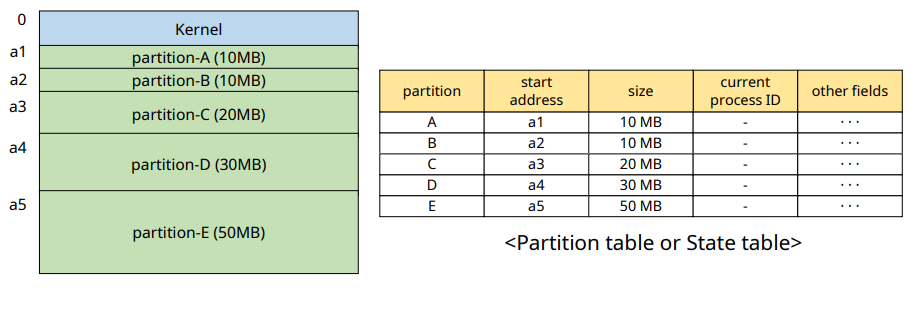 0
Kernel
a1
partition-A (10MB)
a2
partition-B (10MB)
a3
partition-C (20MB)
a4
partition-D (30MB)
a5
partition-E (50MB)
partition start address size current process ID other fields
A a1 10 MB - ···
B a2 10 MB - ···
C a3 20 MB - ···
D a4 30 MB - ···
E a5 50 MB - ···
<Partition table or State table>